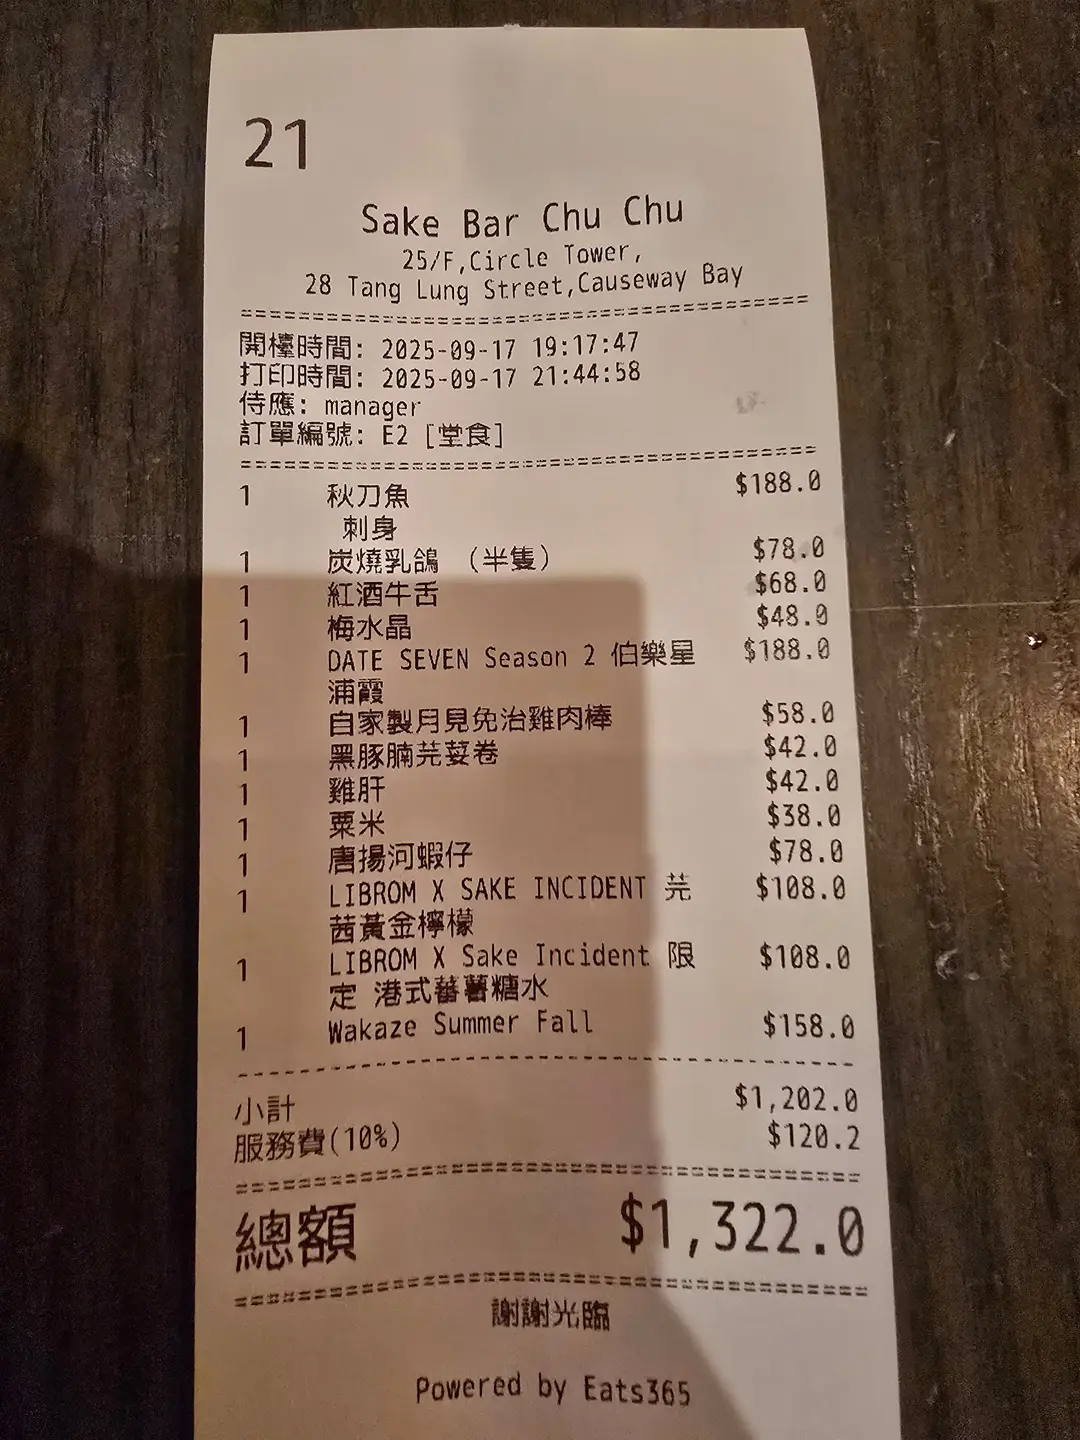 21
Sake Bar Chu Chu
25/F,Circle Tower,
28 Tang Lung Street,Causeway Bay
開檯時間: 2025-09-17 19:17:47
打印時間: 2025-09-17 21:44:58
侍應: manager
訂單編號: E2 [堂食]
1 秋刀魚 $188.0
刺身
1 炭燒乳鴿 （半隻） $78.0
1 紅酒牛舌 $68.0
1 梅水晶 $48.0
1 DATE SEVEN Season 2 伯樂星 $188.0
浦霞
1 自家製月見免治雞肉棒 $58.0
1 黑豚腩芫荽卷 $42.0
1 雞肝 $42.0
1 粟米 $38.0
1 唐揚河蝦仔 $78.0
1 LIBROM X SAKE INCIDENT 芫 $108.0
茜黃金檸檬
1 LIBROM X Sake Incident 限 $108.0
定 港式蕃薯糖水
1 Wakaze Summer Fall $158.0
小計 $1,202.0
服務費(10%) $120.2
總額 $1,322.0
謝謝光臨
Powered by Eats365